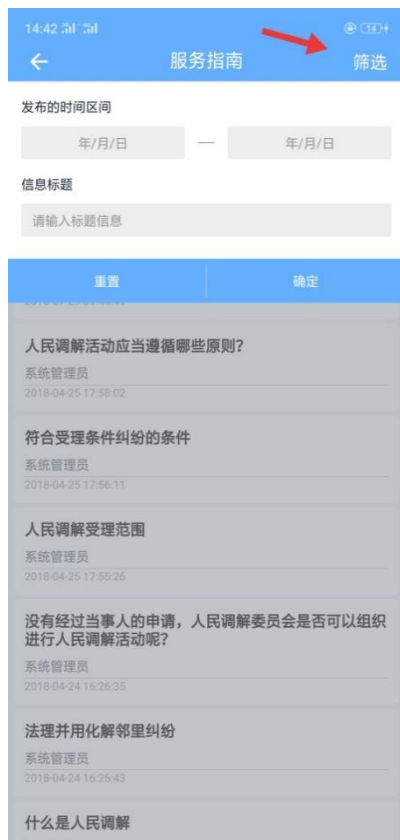 14:42
14
服务指南
筛选
发布的时间区间
年/月/日 — 年/月/日
信息标题
请输入标题信息
重置
确定
人民调解活动应当遵循哪些原则？
系统管理员
2018-04-25 17:58:02
符合受理条件纠纷的条件
系统管理员
2018-04-25 17:56:11
人民调解受理范围
系统管理员
2018-04-25 17:55:26
没有经过当事人的申请，人民调解委员会是否可以组织
进行人民调解活动呢？
系统管理员
2018-04-24 16:26:35
法理并用化解邻里纠纷
系统管理员
2018-04-24 16:25:43
什么是人民调解